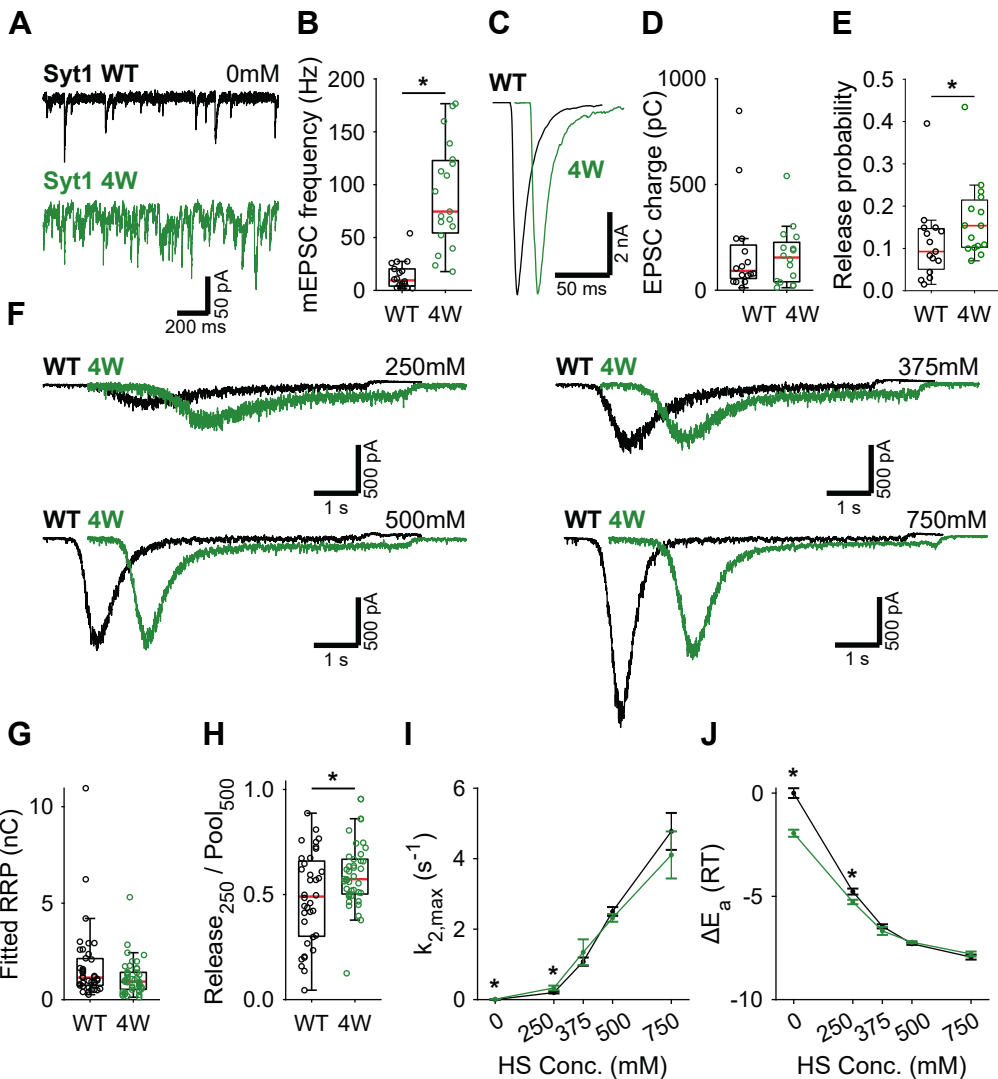 A
Syt1 WT
0mM
Syt1 4W
50 pA
200 ms
B
mEPSC frequency (Hz)
200
150
100
50
0
*
WT 4W
C
WT
4W
2 nA
50 ms
D
EPSC charge (pC)
1000
500
0
WT 4W
E
Release probability
0.5
0.4
0.3
0.2
0.1
0.0
*
WT 4W
F
WT 4W
250mM
500 pA
1 s
WT 4W
375mM
500 pA
1 s
WT 4W
500mM
500 pA
1 s
WT 4W
750mM
500 pA
1 s
G
Fitted RRP (nC)
10
5
0
WT 4W
H
Release250 / Pool500
1.0
0.5
0.0
*
WT 4W
I
k2,max (s-1)
6
4
2
0
*
*
0
250
375
500
750
HS Conc. (mM)
J
ΔEa (RT)
0
-5
-10
*
*
0
250
375
500
750
HS Conc. (mM)